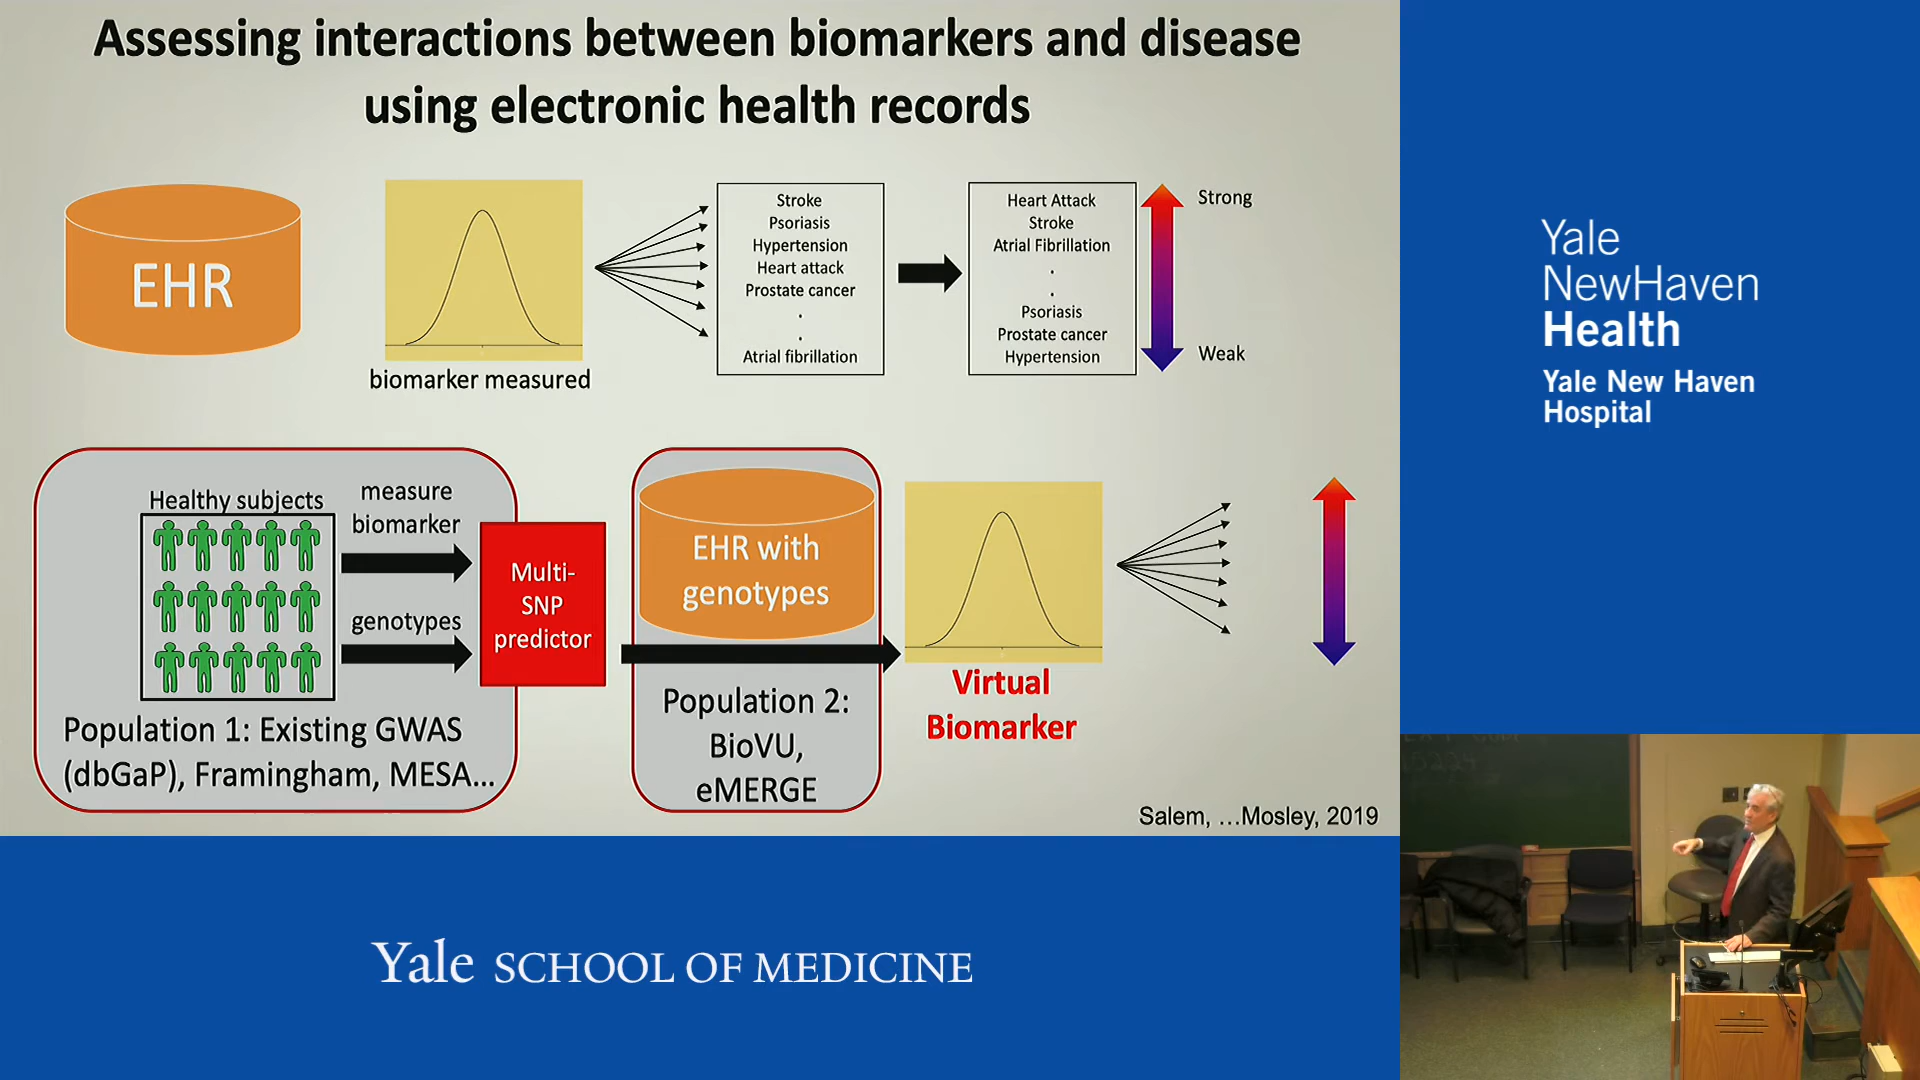 Assessing interactions between biomarkers and disease
using electronic health records
EHR
biomarker measured
Stroke
Psoriasis
Hypertension
Heart attack
Prostate cancer
.
.
Atrial fibrillation
Heart Attack
Stroke
Atrial Fibrillation
.
.
Psoriasis
Prostate cancer
Hypertension
Strong
Weak
Healthy subjects
measure
biomarker
genotypes
Multi-
SNP
predictor
Population 1: Existing GWAS
(dbGaP), Framingham, MESA...
EHR with
genotypes
Population 2:
BioVU,
eMERGE
Virtual
Biomarker
Salem, ...Mosley, 2019
Yale
NewHaven
Health
Yale New Haven
Hospital
Yale SCHOOL OF MEDICINE